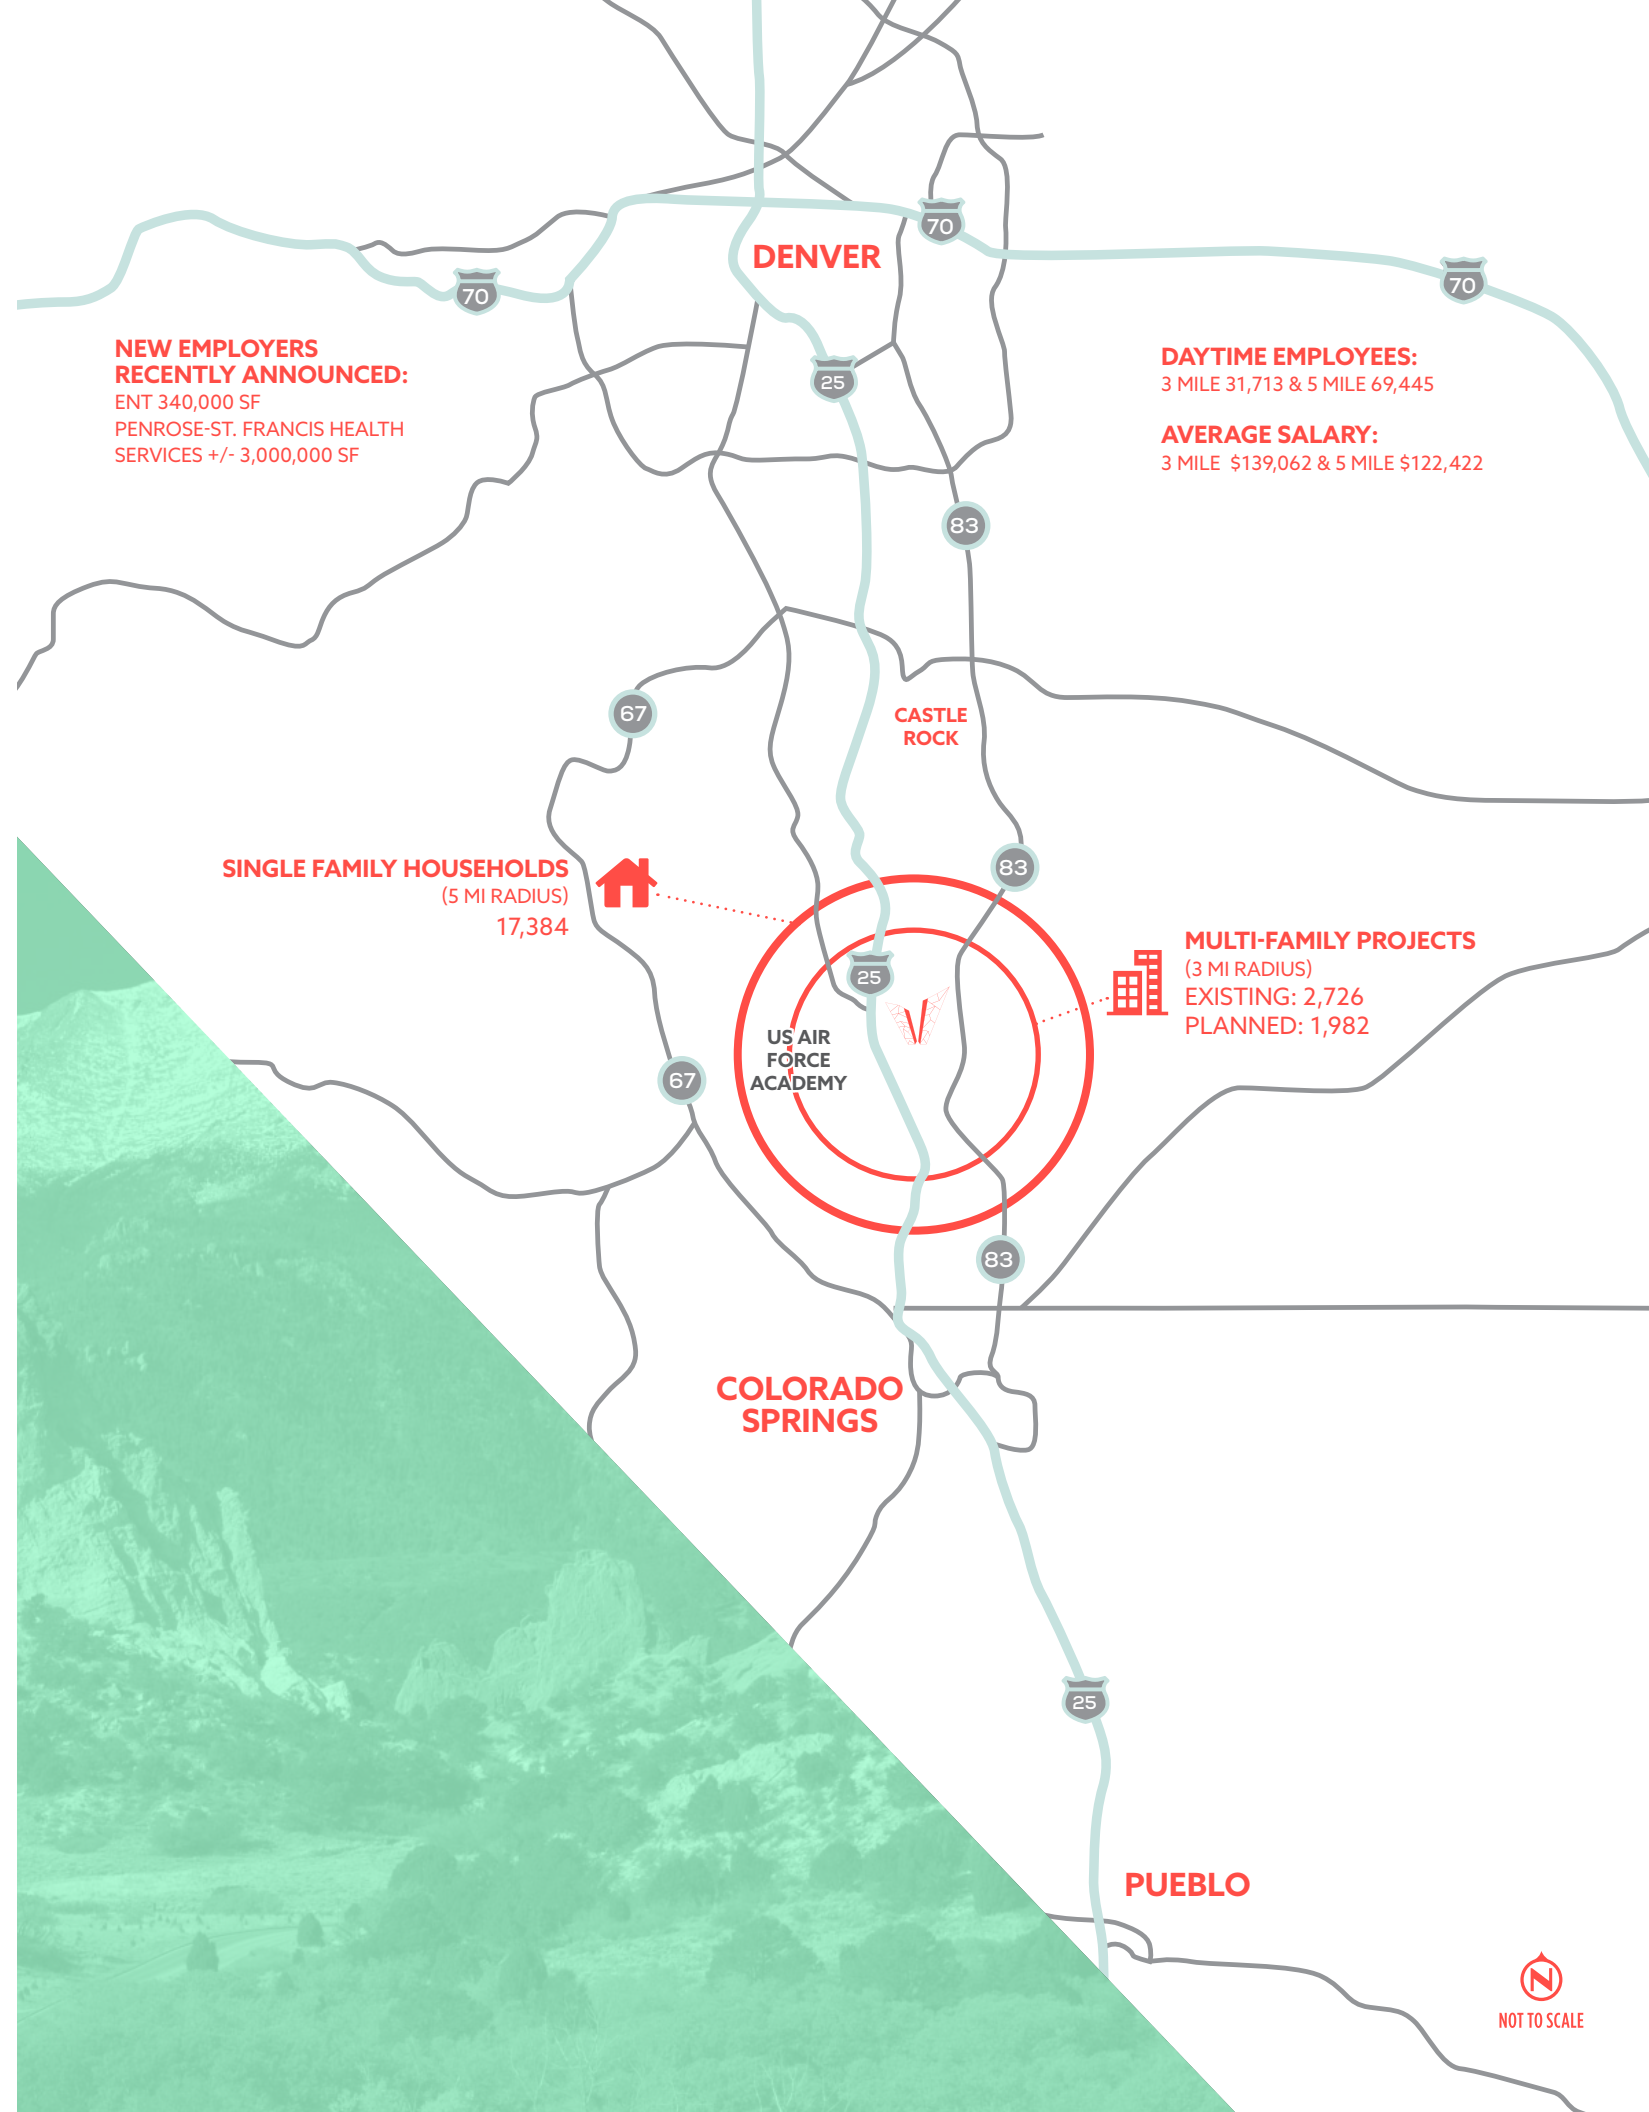 70
DENVER
70
70
25
NEW EMPLOYERS
RECENTLY ANNOUNCED:
ENT 340,000 SF
PENROSE-ST. FRANCIS HEALTH
SERVICES +/- 3,000,000 SF
DAYTIME EMPLOYEES:
3 MILE 31,713 & 5 MILE 69,445
AVERAGE SALARY:
3 MILE $139,062 & 5 MILE $122,422
83
67
CASTLE
ROCK
83
SINGLE FAMILY HOUSEHOLDS
(5 MI RADIUS)
17,384
25
MULTI-FAMILY PROJECTS
(3 MI RADIUS)
EXISTING: 2,726
PLANNED: 1,982
US AIR
FORCE
ACADEMY
67
83
COLORADO
SPRINGS
25
PUEBLO
N
NOT TO SCALE